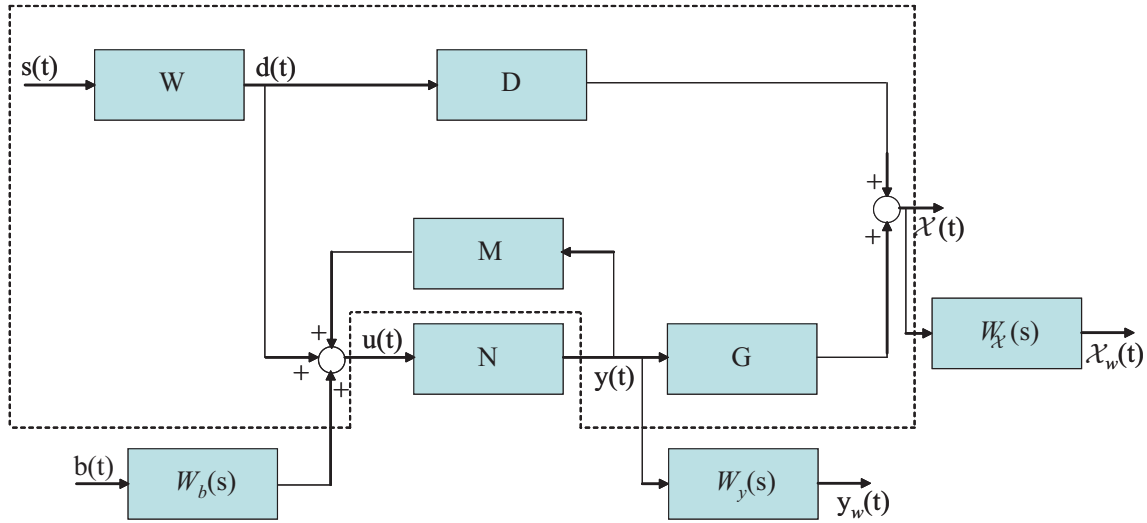 s(t)
W
d(t)
D
+
+
𝒳(t)
M
+
u(t)
N
+
+
y(t)
G
W𝒳(s)
𝒳w(t)
b(t)
Wb(s)
Wy(s)
yw(t)